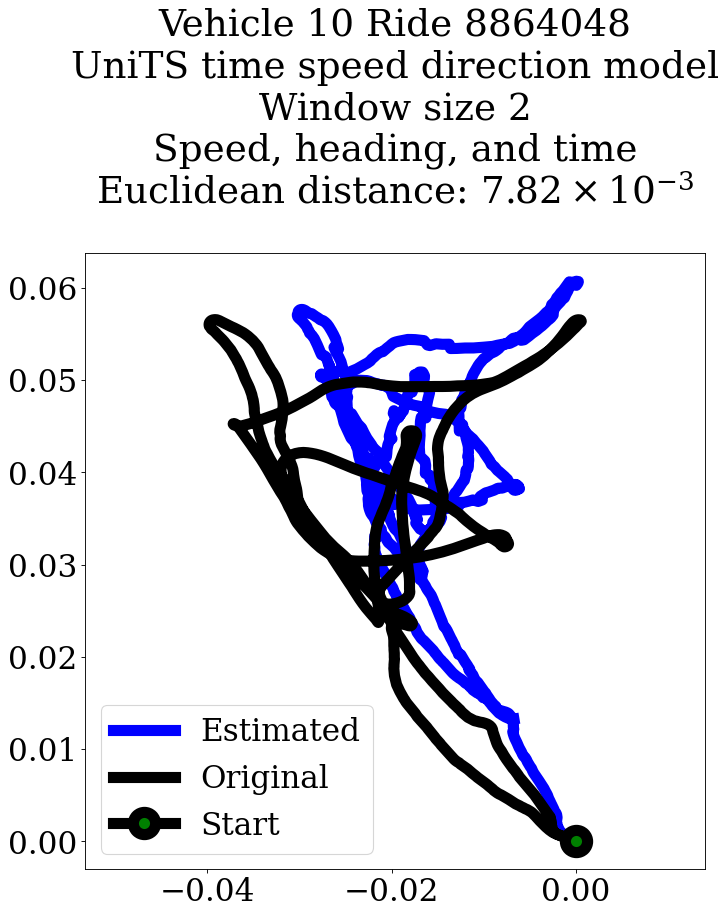 Vehicle 10 Ride 8864048
UniTS time speed direction model
Window size 2
Speed, heading, and time
Euclidean distance: $7.82 \times 10^{-3}$
0.06
0.05
0.04
0.03
0.02
0.01
0.00
Estimated
Original
Start
−0.04 −0.02 0.00